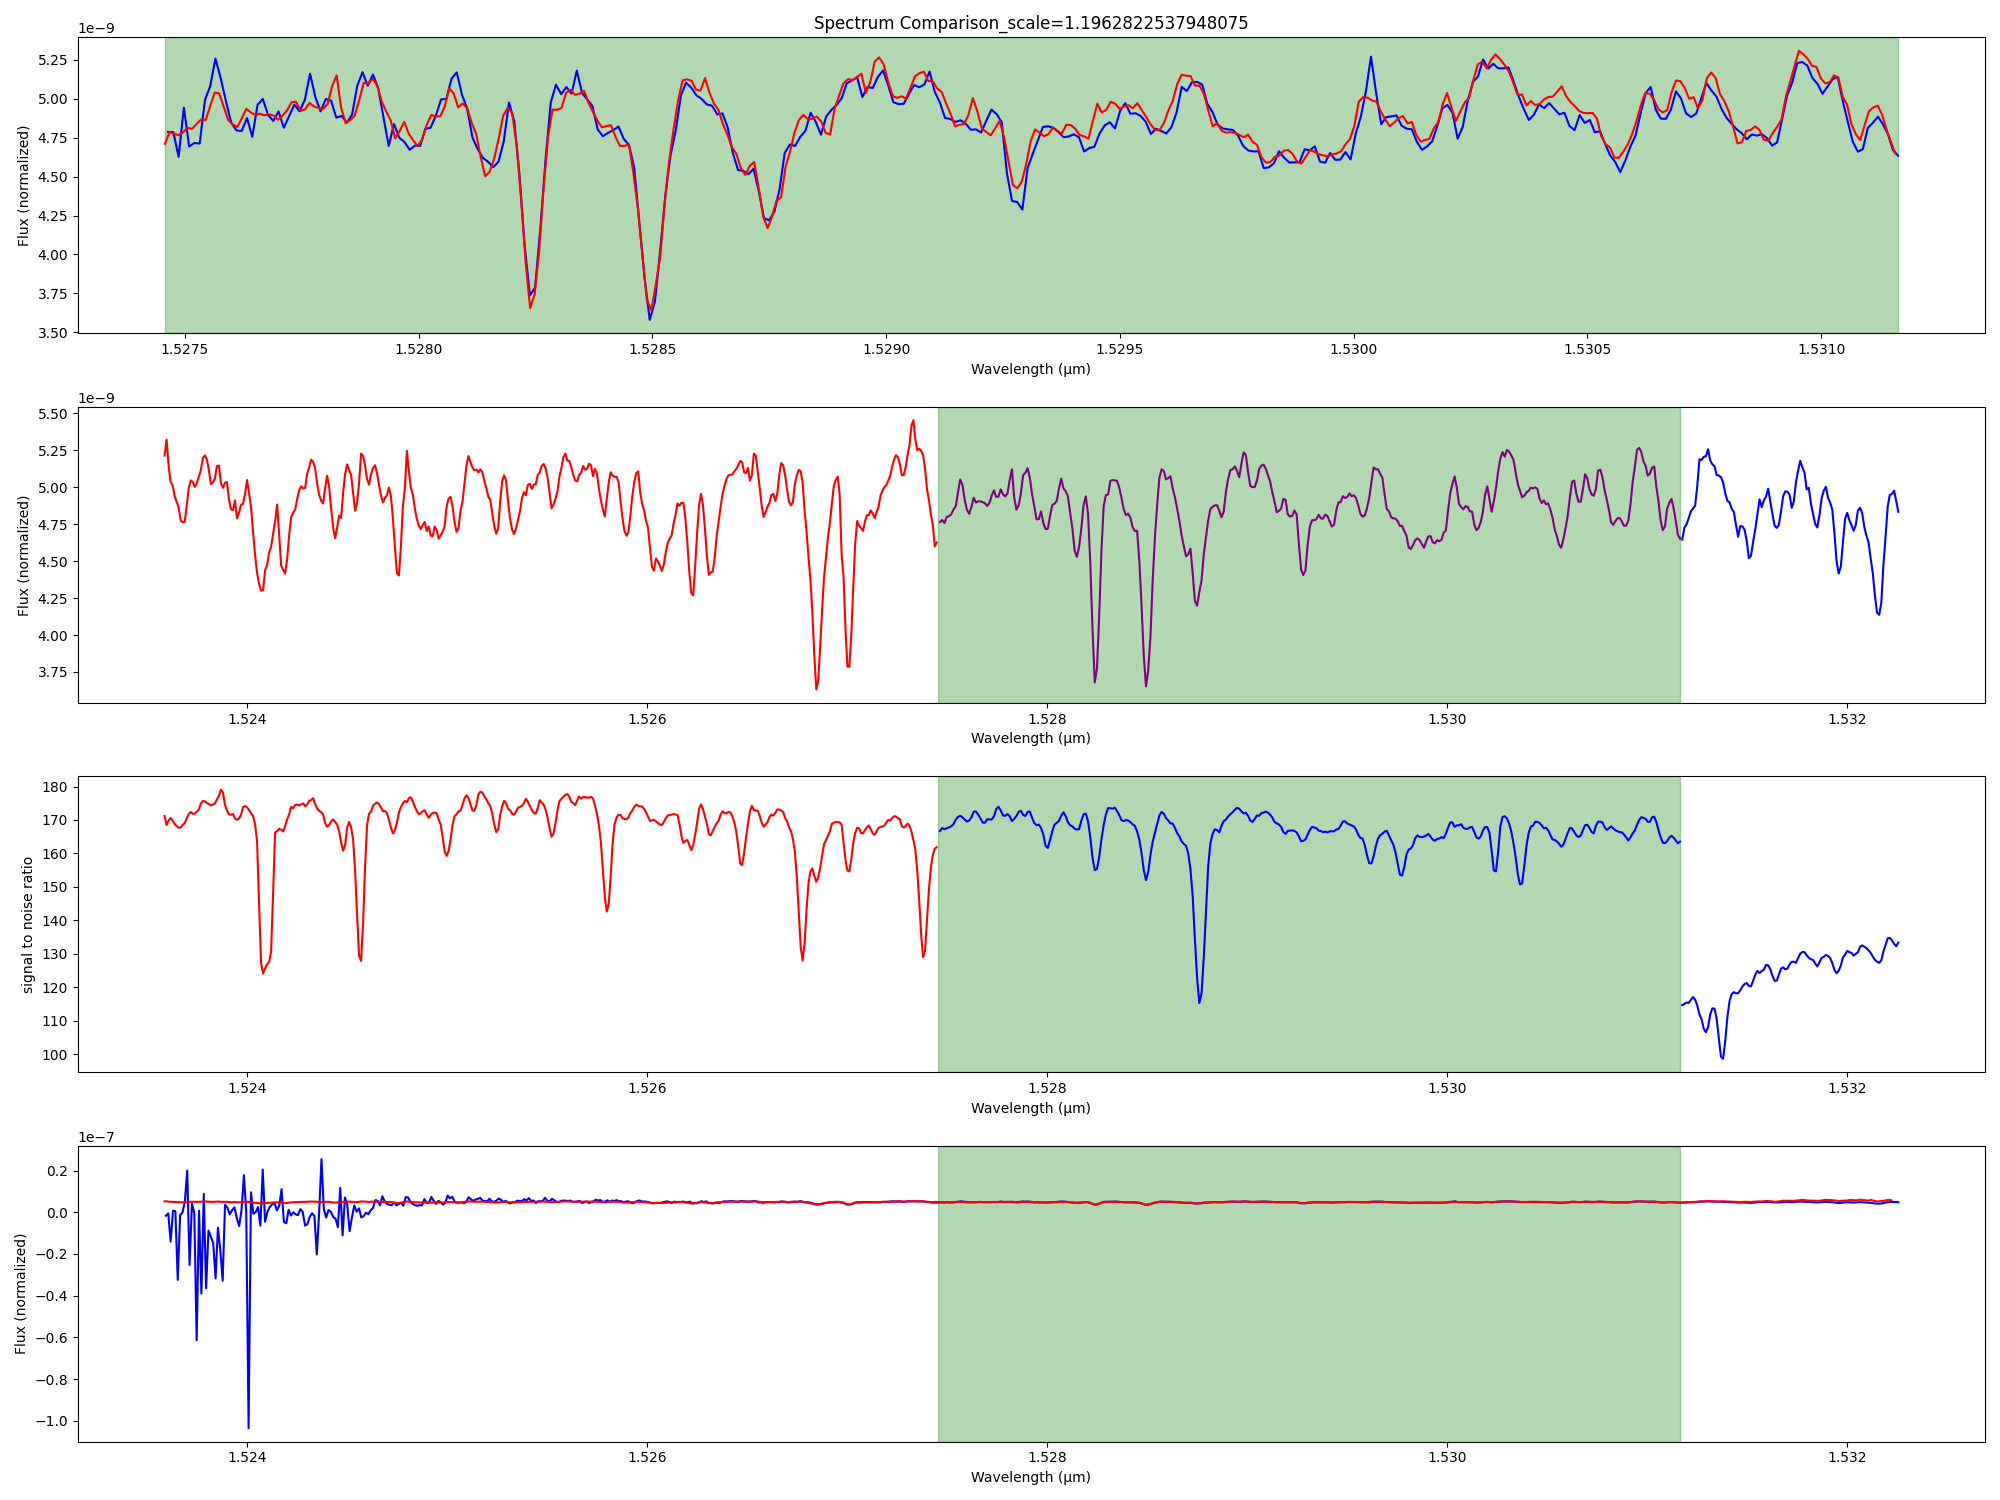 Spectrum Comparison_scale=1.1962822537948075
1e−9
Flux (normalized)
5.25
5.00
4.75
4.50
4.25
4.00
3.75
3.50
1.5275 1.5280 1.5285 1.5290 1.5295 1.5300 1.5305 1.5310
Wavelength (μm)
1e−9
Flux (normalized)
5.50
5.25
5.00
4.75
4.50
4.25
4.00
3.75
1.524 1.526 1.528 1.530 1.532
Wavelength (μm)
signal to noise ratio
180
170
160
150
140
130
120
110
100
1.524 1.526 1.528 1.530 1.532
Wavelength (μm)
1e−7
Flux (normalized)
0.2
0.0
−0.2
−0.4
−0.6
−0.8
−1.0
1.524 1.526 1.528 1.530 1.532
Wavelength (μm)